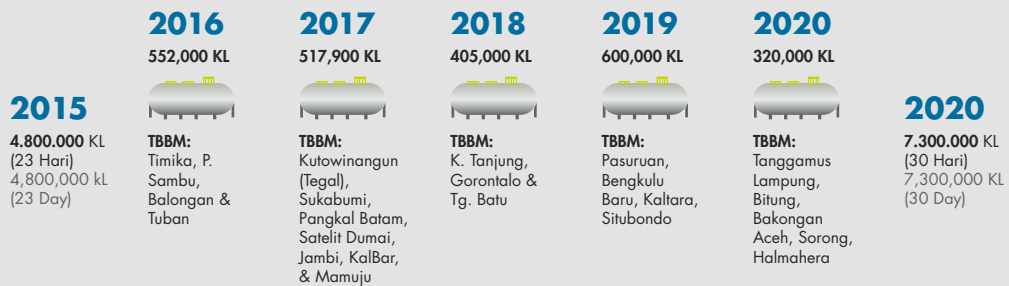 2015
4.800.000 KL
(23 Hari)
4,800,000 kL
(23 Day)
2016
552,000 KL
TBBM:
Timika, P.
Sambu,
Balongan &
Tuban
2017
517,900 KL
TBBM:
Kutowinangun
(Tegal),
Sukabumi,
Pangkal Batam,
Satelit Dumai,
Jambi, KalBar,
& Mamuju
2018
405,000 KL
TBBM:
K. Tanjung,
Gorontalo &
Tg. Batu
2019
600,000 KL
TBBM:
Pasuruan,
Bengkulu
Baru, Kaltara,
Situbondo
2020
320,000 KL
TBBM:
Tanggamus
Lampung,
Bitung,
Bakongan
Aceh, Sorong,
Halmahera
2020
7.300.000 KL
(30 Hari)
7,300,000 KL
(30 Day)